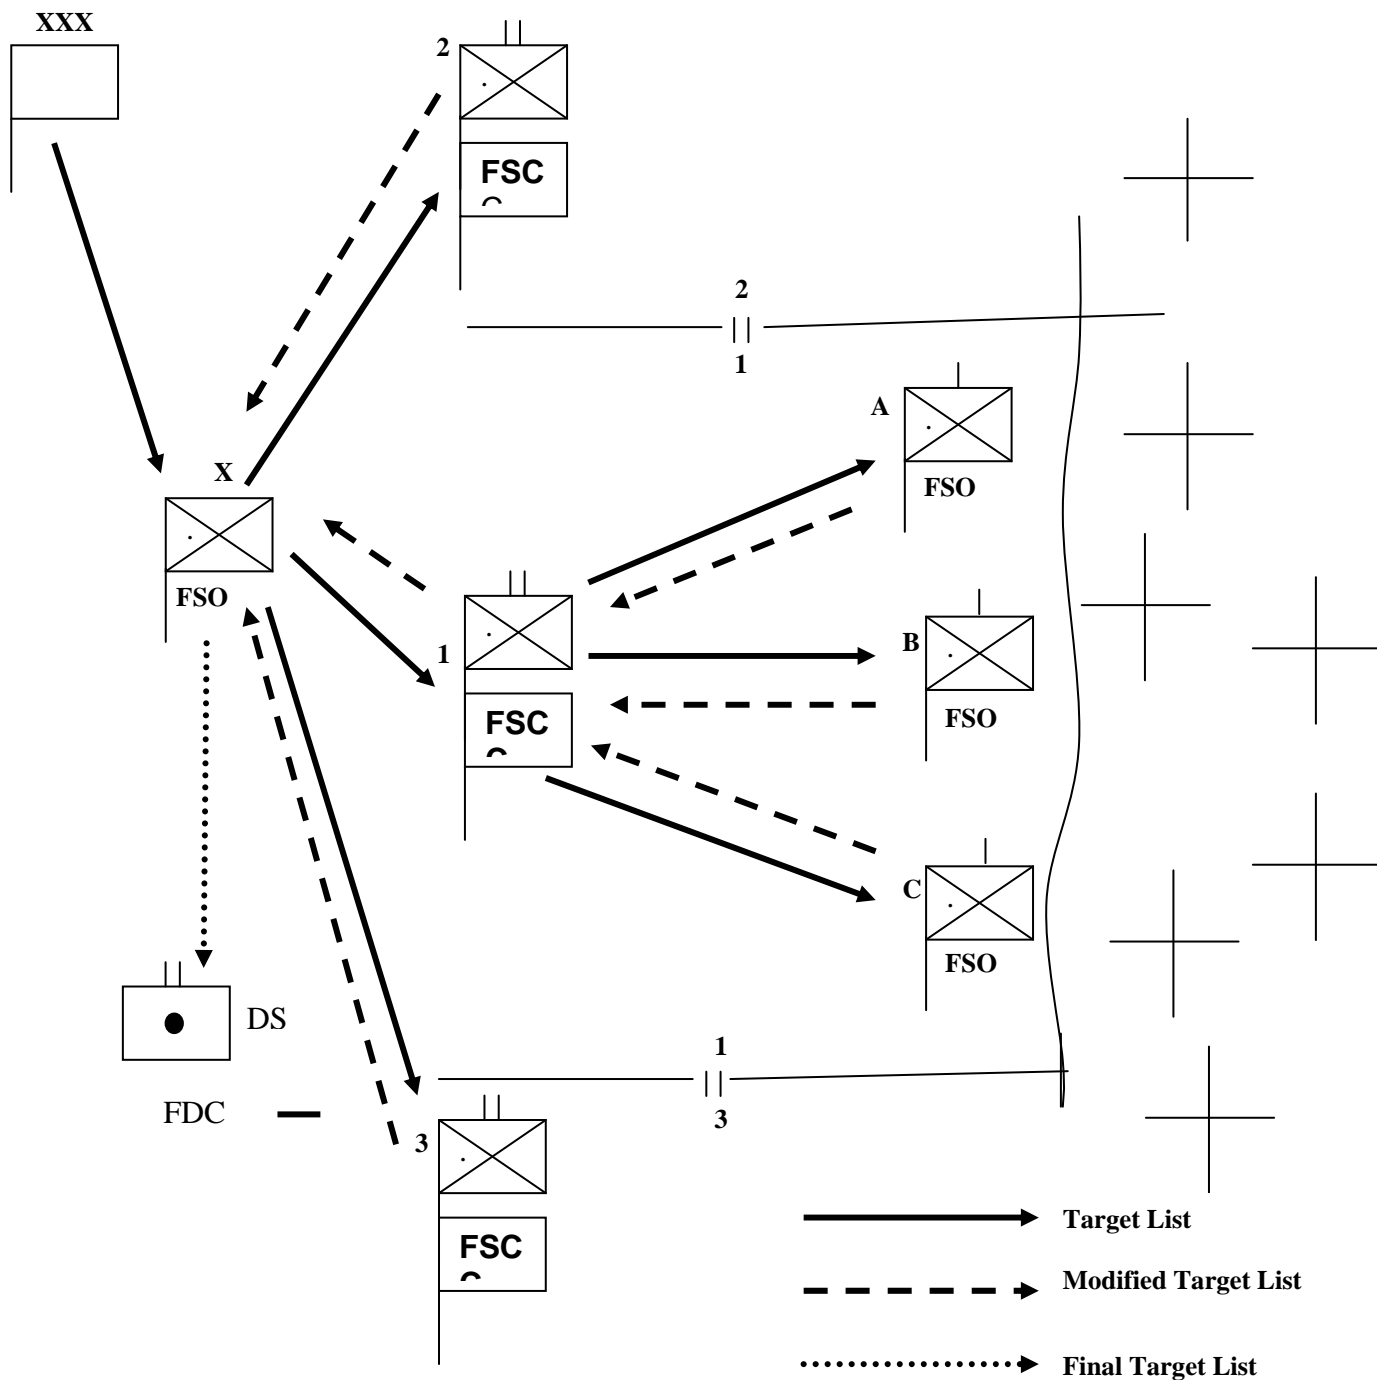 XXX
2
FSC
2
1
A
FSO
X
FSO
1
FSC
B
FSO
C
FSO
DS
FDC
1
3
3
FSC
Target List
Modified Target List
Final Target List